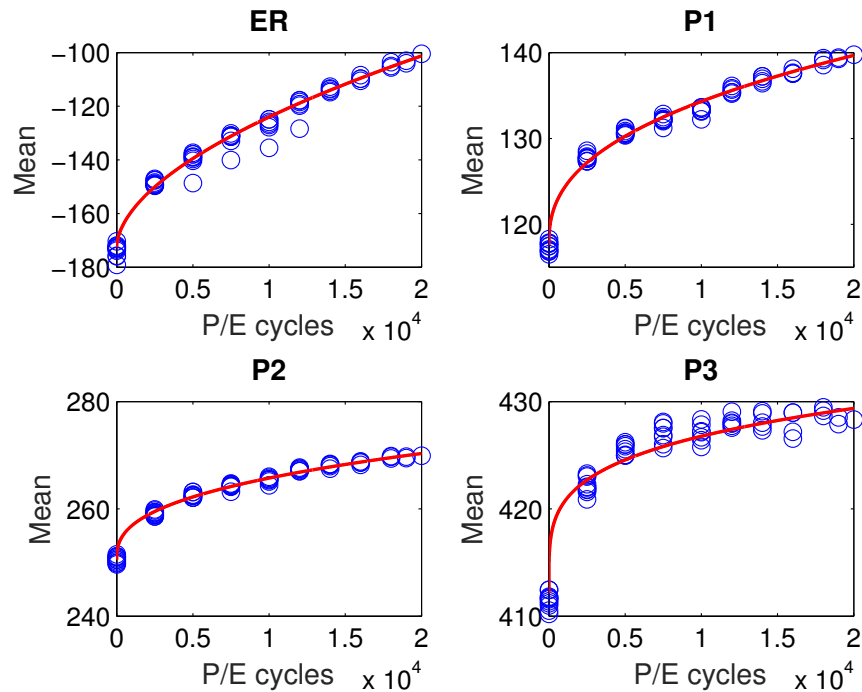 ER
Mean
−100
−120
−140
−160
−180
0 0.5 1 1.5 2
P/E cycles x 10^4
P1
Mean
140
130
120
0 0.5 1 1.5 2
P/E cycles x 10^4
P2
Mean
280
260
240
0 0.5 1 1.5 2
P/E cycles x 10^4
P3
Mean
430
420
410
0 0.5 1 1.5 2
P/E cycles x 10^4